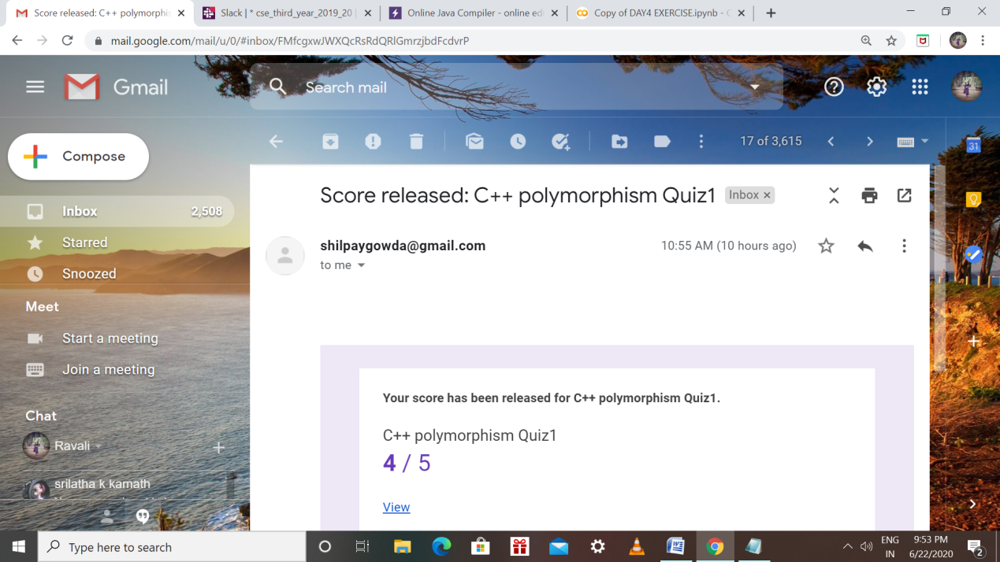 Score released: C++ polymorphis
Slack | * cse_third_year_2019_20 |
Online Java Compiler - online edi
Copy of DAY4 EXERCISE.ipynb - C
mail.google.com/mail/u/0/#inbox/FMfcgxwJWXQcRsRdQRlGmrzjbdFcdvrP
Gmail
Search mail
Compose
17 of 3,615
31
Inbox 2,508
Starred
Snoozed
Meet
Start a meeting
Join a meeting
Chat
Ravali
srilatha k kamath
Score released: C++ polymorphism Quiz1 Inbox ×
shilpaygowda@gmail.com 10:55 AM (10 hours ago)
to me
Your score has been released for C++ polymorphism Quiz1.
C++ polymorphism Quiz1
4 / 5
View
Type here to search
ENG
IN
9:53 PM
6/22/2020
2